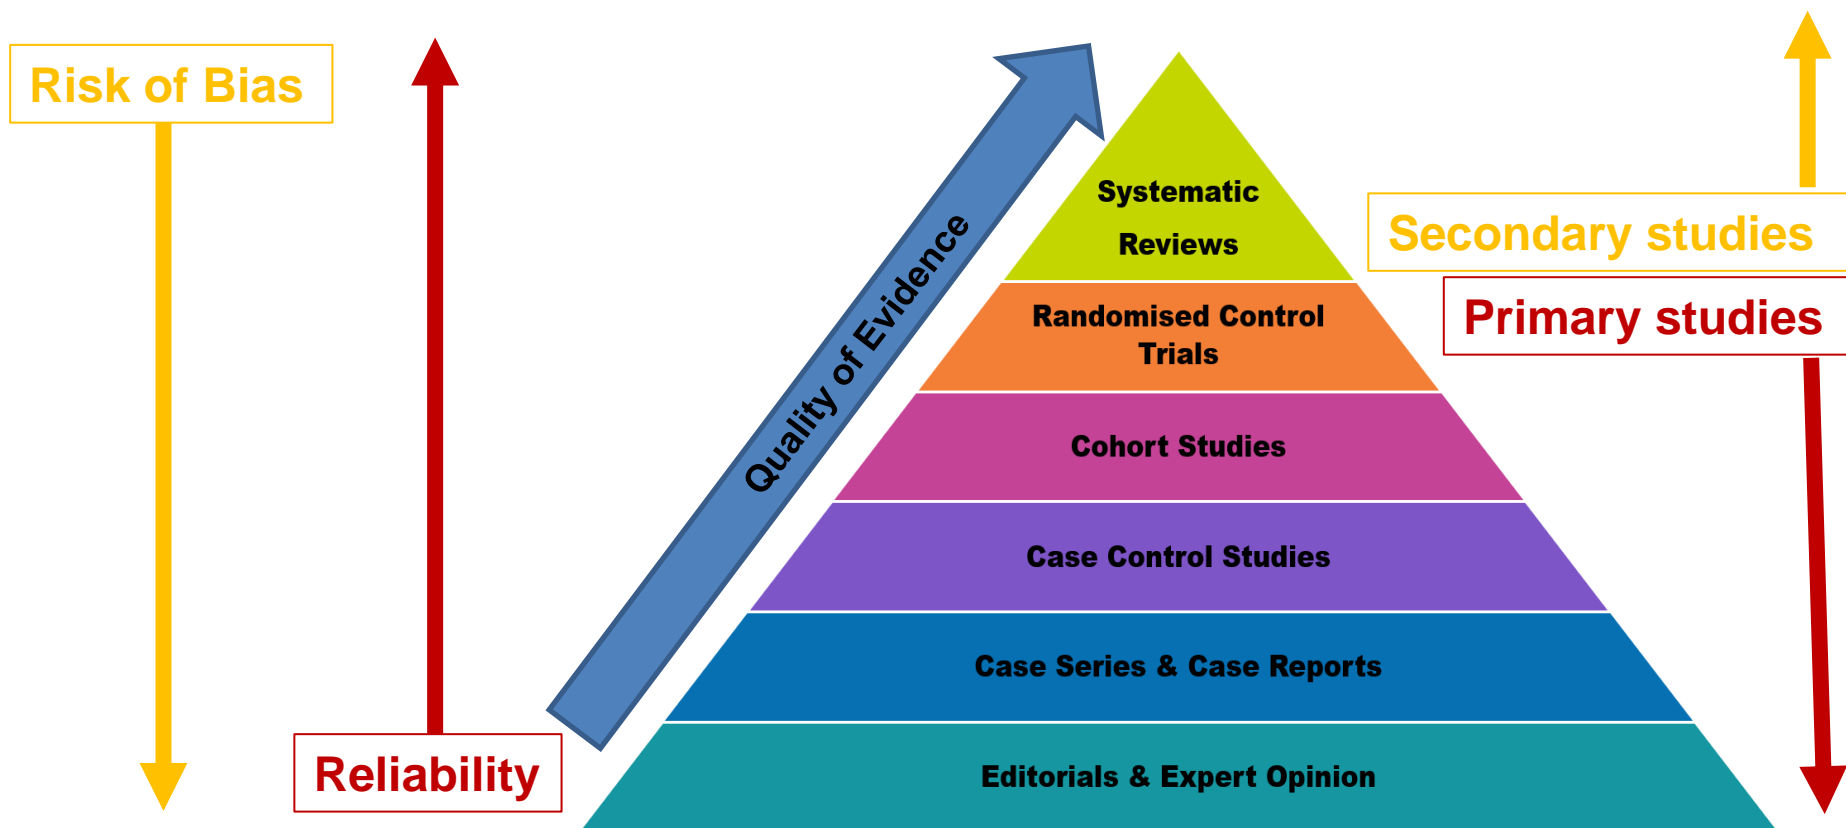 Risk of Bias
Reliability
Quality of Evidence
Systematic
Reviews
Randomised Control
Trials
Cohort Studies
Case Control Studies
Case Series & Case Reports
Editorials & Expert Opinion
Secondary studies
Primary studies